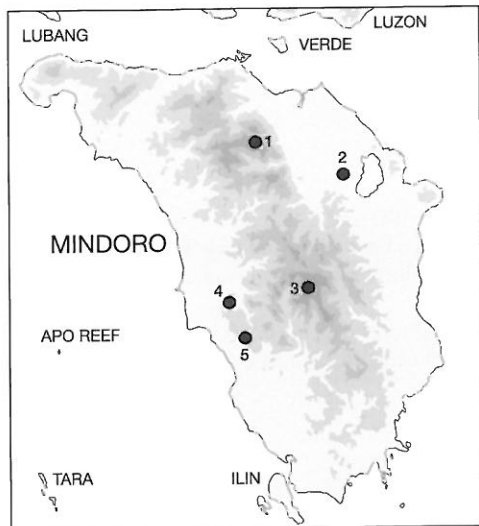 LUZON
LUBANG
VERDE
1
2
MINDORO
3
4
APO REEF
5
TARA
ILIN